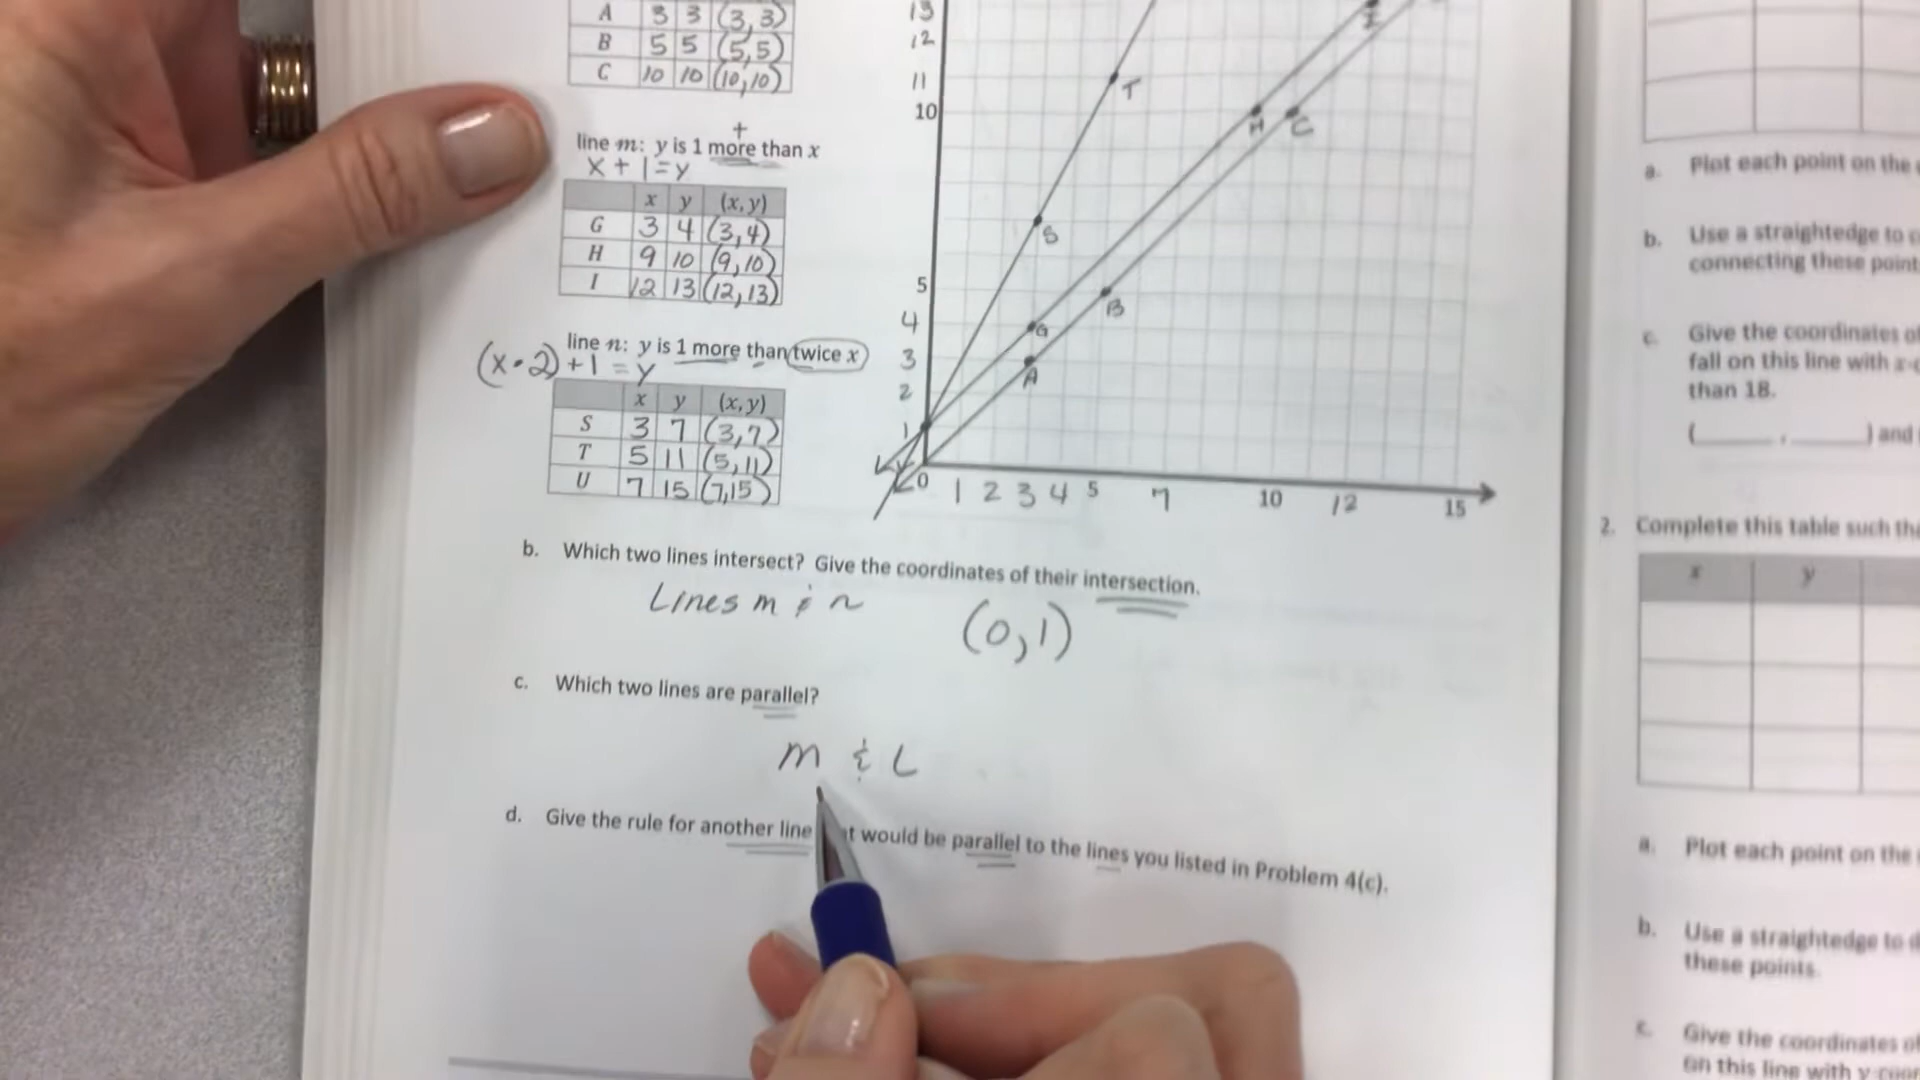 A 3 3 (3,3)
B 5 5 (5,5)
C 10 10 (10,10)
+
line m: y is 1 more than x
x + 1 = y
x y (x, y)
G 3 4 (3,4)
H 9 10 (9,10)
I 12 13 (12,13)
line n: y is 1 more than twice x
(x • 2) + 1 = y
x y (x, y)
S 3 7 (3,7)
T 5 11 (5,11)
U 7 15 (7,15)
13
12
11
10
5
4
3
2
1
0 1 2 3 4 5 7 10 12 15
I
T
H C
S
G B
A
b. Which two lines intersect? Give the coordinates of their intersection.
Lines m & n (0,1)
c. Which two lines are parallel?
m & L
d. Give the rule for another line would be parallel to the lines you listed in Problem 4(c).
a. Plot each point on the
b. Use a straightedge to
connecting these point
c. Give the coordinates of
fall on this line with x-c
than 18.
(______ , ______) and
2. Complete this table such tha
x y
a. Plot each point on the
b. Use a straightedge to d
these points.
c. Give the coordinates of
on this line with y-coor